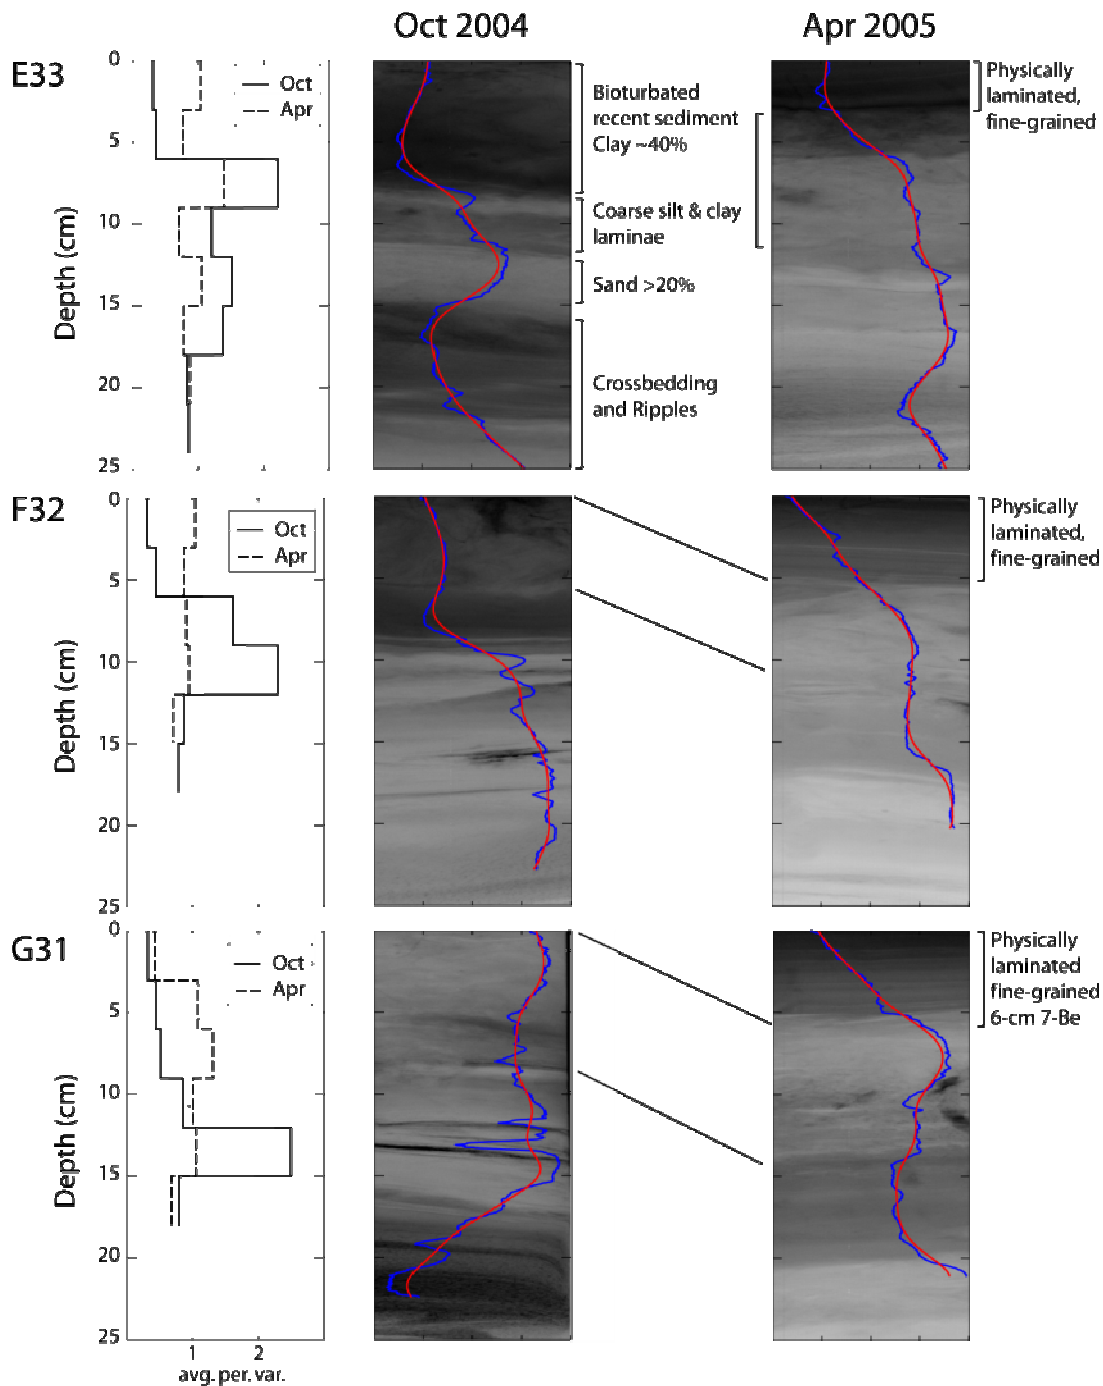 Oct 2004
Apr 2005
E33
0
5
10
15
20
25
Depth (cm)
Oct
Apr
Bioturbated
recent sediment
Clay ~40%
Coarse silt & clay
laminae
Sand >20%
Crossbedding
and Ripples
Physically
laminated,
fine-grained
F32
0
5
10
15
20
25
Depth (cm)
Oct
Apr
Physically
laminated,
fine-grained
G31
0
5
10
15
20
25
Depth (cm)
Oct
Apr
Physically
laminated
fine-grained
6-cm 7-Be
1 2
avg. per. var.